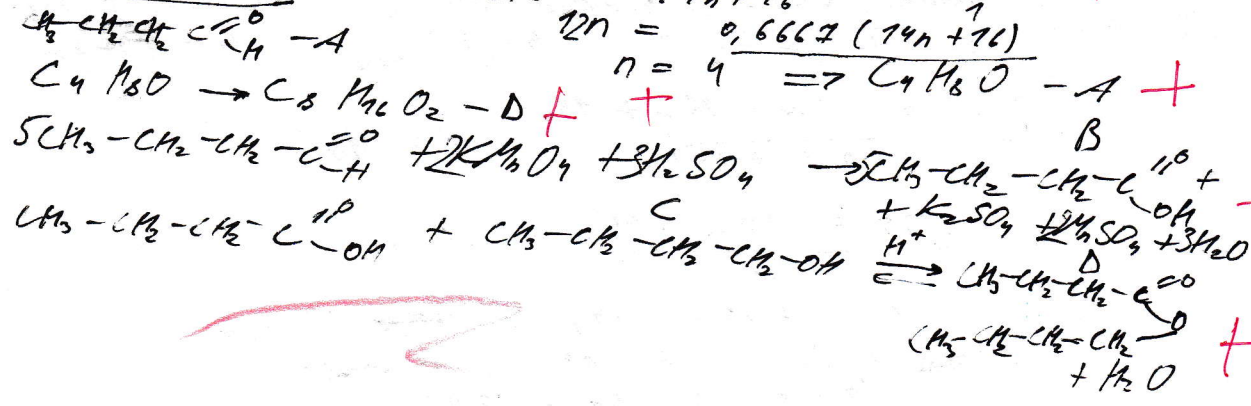 CH₃-CH₂-CH₂-C(=O)-H - A
12n = 0,6667 (14n + 16)
n = 4 => C₄H₈O - A +
C₄H₈O → C₈H₁₆O₂ - D + +
B
5CH₃-CH₂-CH₂-C(=O)-H + 2KMnO₄ + 3H₂SO₄ → 5CH₃-CH₂-CH₂-C(=O)-OH +
+ K₂SO₄ + 2MnSO₄ + 3H₂O
C D
CH₃-CH₂-CH₂-C(=O)-OH + CH₃-CH₂-CH₂-CH₂-OH ⇌ (H⁺) CH₃-CH₂-CH₂-C(=O)-O
CH₃-CH₂-CH₂-CH₂ +
+ H₂O